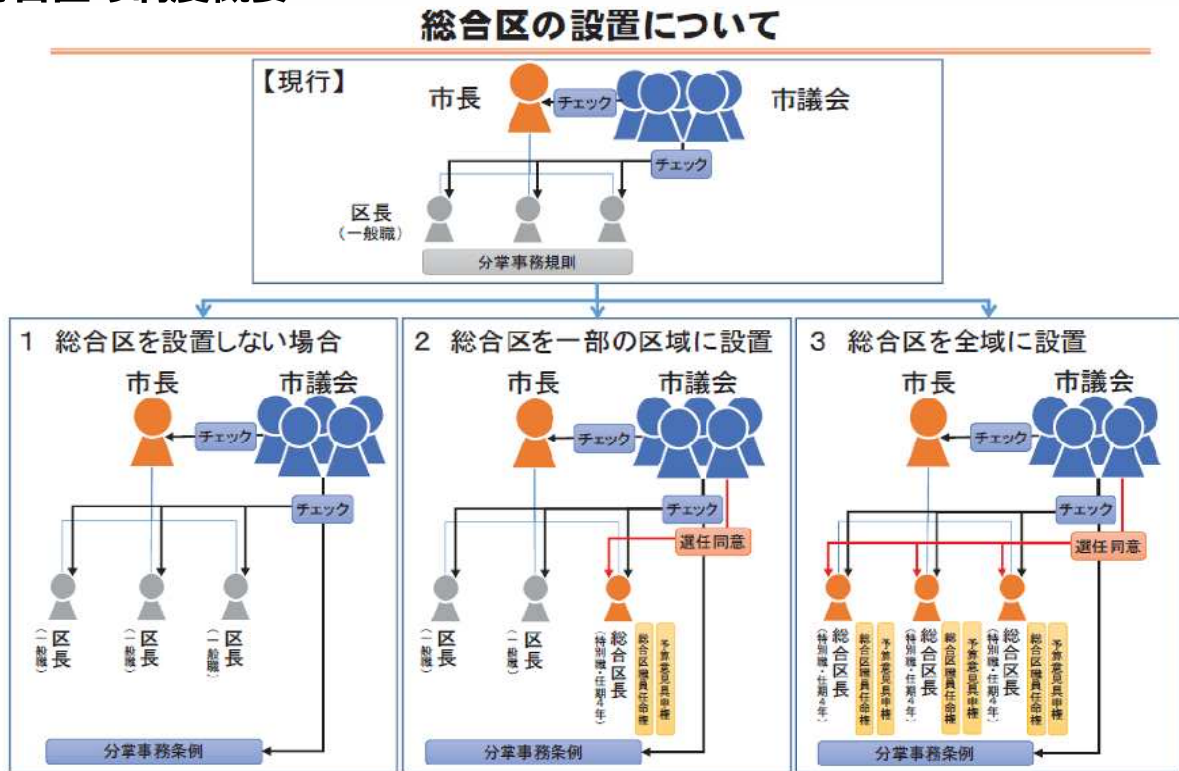 総合区の設置について
【現行】
市長
チェック
市議会
チェック
区長
(一般職)
分掌事務規則
1 総合区を設置しない場合
市長
市議会
チェック
チェック
区長
(一般職)
区長
(一般職)
区長
(一般職)
分掌事務条例
2 総合区を一部の区域に設置
市長
市議会
チェック
チェック
選任同意
区長
(一般職)
区長
(一般職)
総合区長
(特別職・任期4年)
総合区職員任命権
予算意見具申権
分掌事務条例
3 総合区を全域に設置
市長
市議会
チェック
チェック
選任同意
総合区長
(特別職・任期4年)
総合区職員任命権
予算意見具申権
総合区長
(特別職・任期4年)
総合区職員任命権
予算意見具申権
総合区長
(特別職・任期4年)
総合区職員任命権
予算意見具申権
分掌事務条例